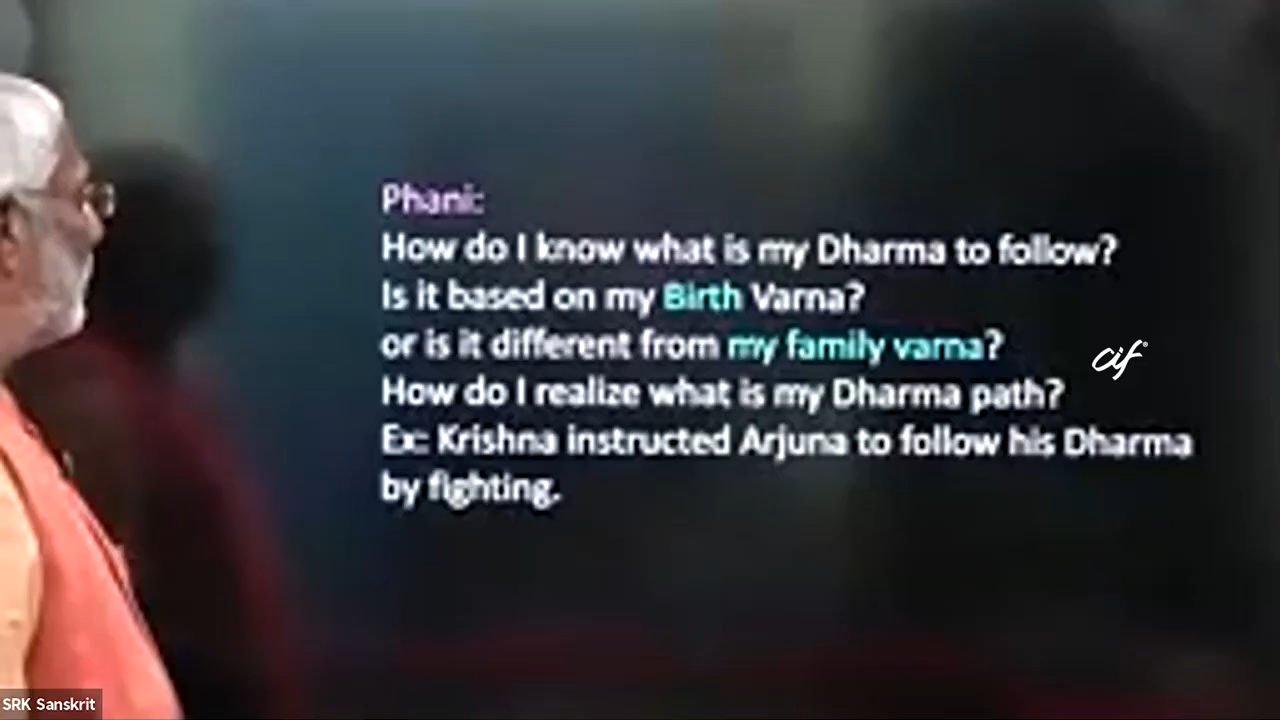 Phani:
How do I know what is my Dharma to follow?
Is it based on my Birth Varna?
or is it different from my family varna?
cif
How do I realize what is my Dharma path?
Ex: Krishna instructed Arjuna to follow his Dharma
by fighting.
SRK Sanskrit